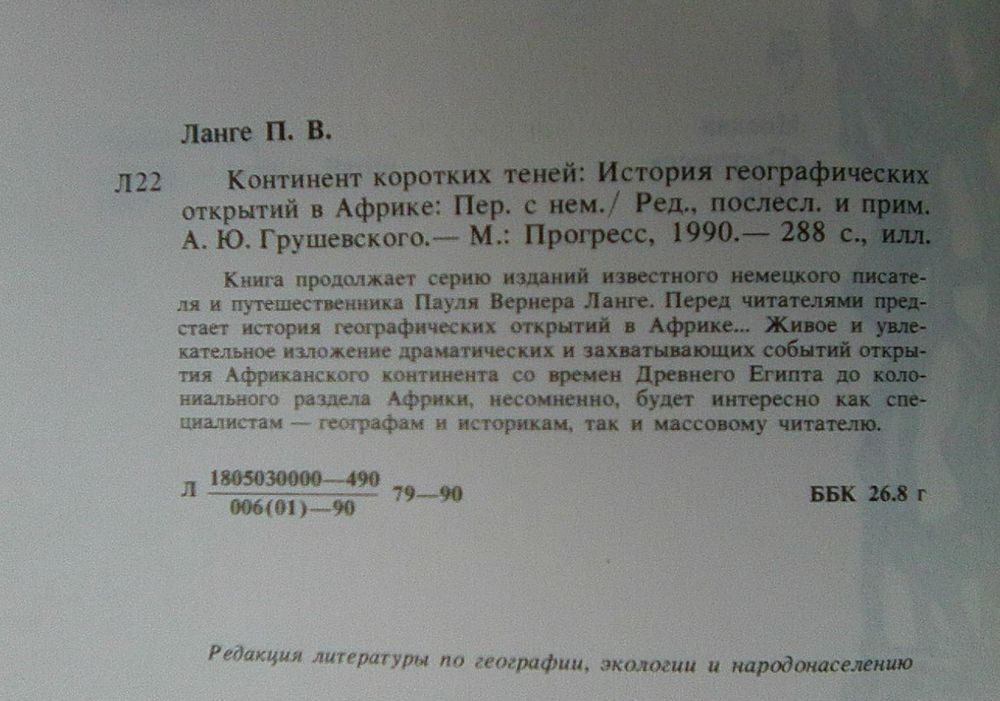 Ланге П. В.
Л22 Континент коротких теней: История географических
открытий в Африке: Пер. с нем./ Ред., послесл. и прим.
А. Ю. Грушевского.— М.: Прогресс, 1990.— 288 с., илл.
Книга продолжает серию изданий известного немецкого писате-
ля и путешественника Пауля Вернера Ланге. Перед читателями пред-
стает история географических открытий в Африке... Живое и увле-
кательное изложение драматических и захватывающих событий откры-
тия Африканского континента со времен Древнего Египта до коло-
ниального раздела Африки, несомненно, будет интересно как спе-
циалистам — географам и историкам, так и массовому читателю.
Л 1805030000—490
006(01)—90
79—90
ББК 26.8 г
Редакция литературы по географии, экологии и народонаселению